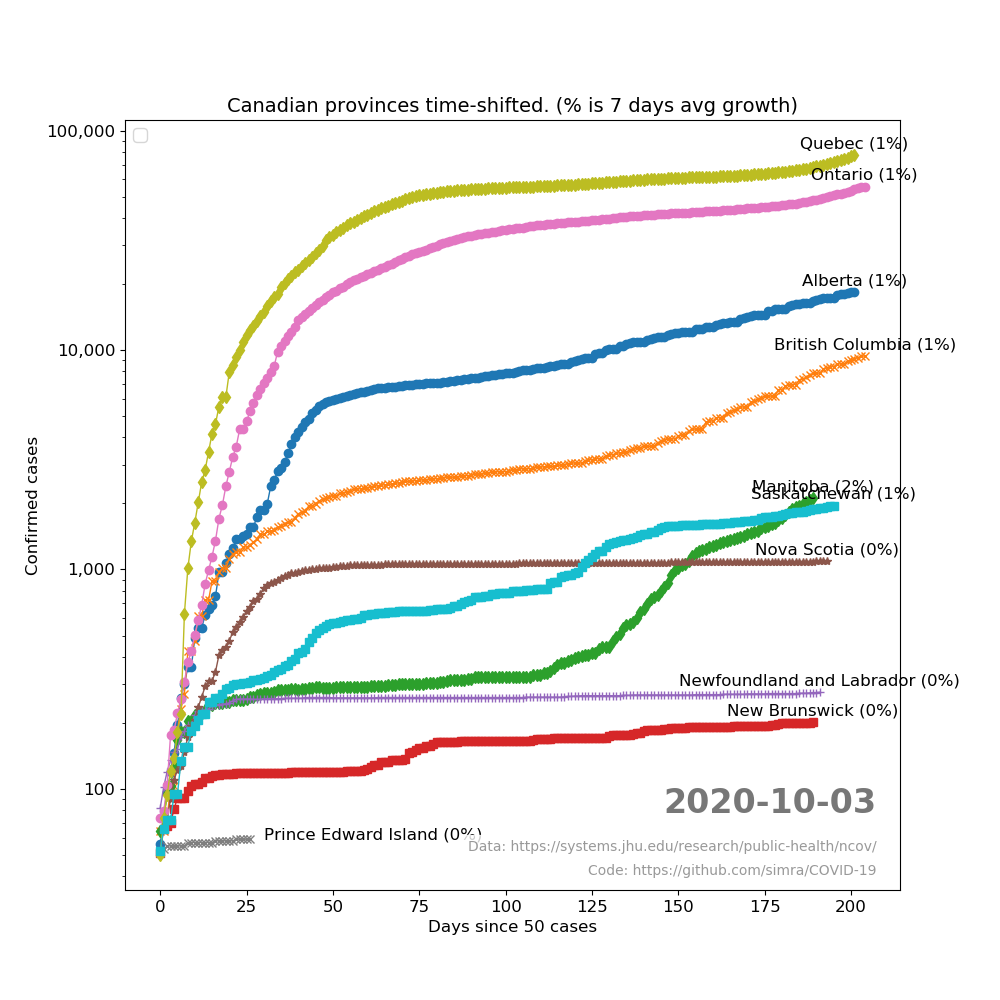 Canadian provinces time-shifted. (% is 7 days avg growth)
100,000
10,000
1,000
100
Confirmed cases
Quebec (1%)
Ontario (1%)
Alberta (1%)
British Columbia (1%)
Manitoba (2%)
Saskatchewan (1%)
Nova Scotia (0%)
Newfoundland and Labrador (0%)
New Brunswick (0%)
2020-10-03
Prince Edward Island (0%)
Data: https://systems.jhu.edu/research/public-health/ncov/
Code: https://github.com/simra/COVID-19
0 25 50 75 100 125 150 175 200
Days since 50 cases